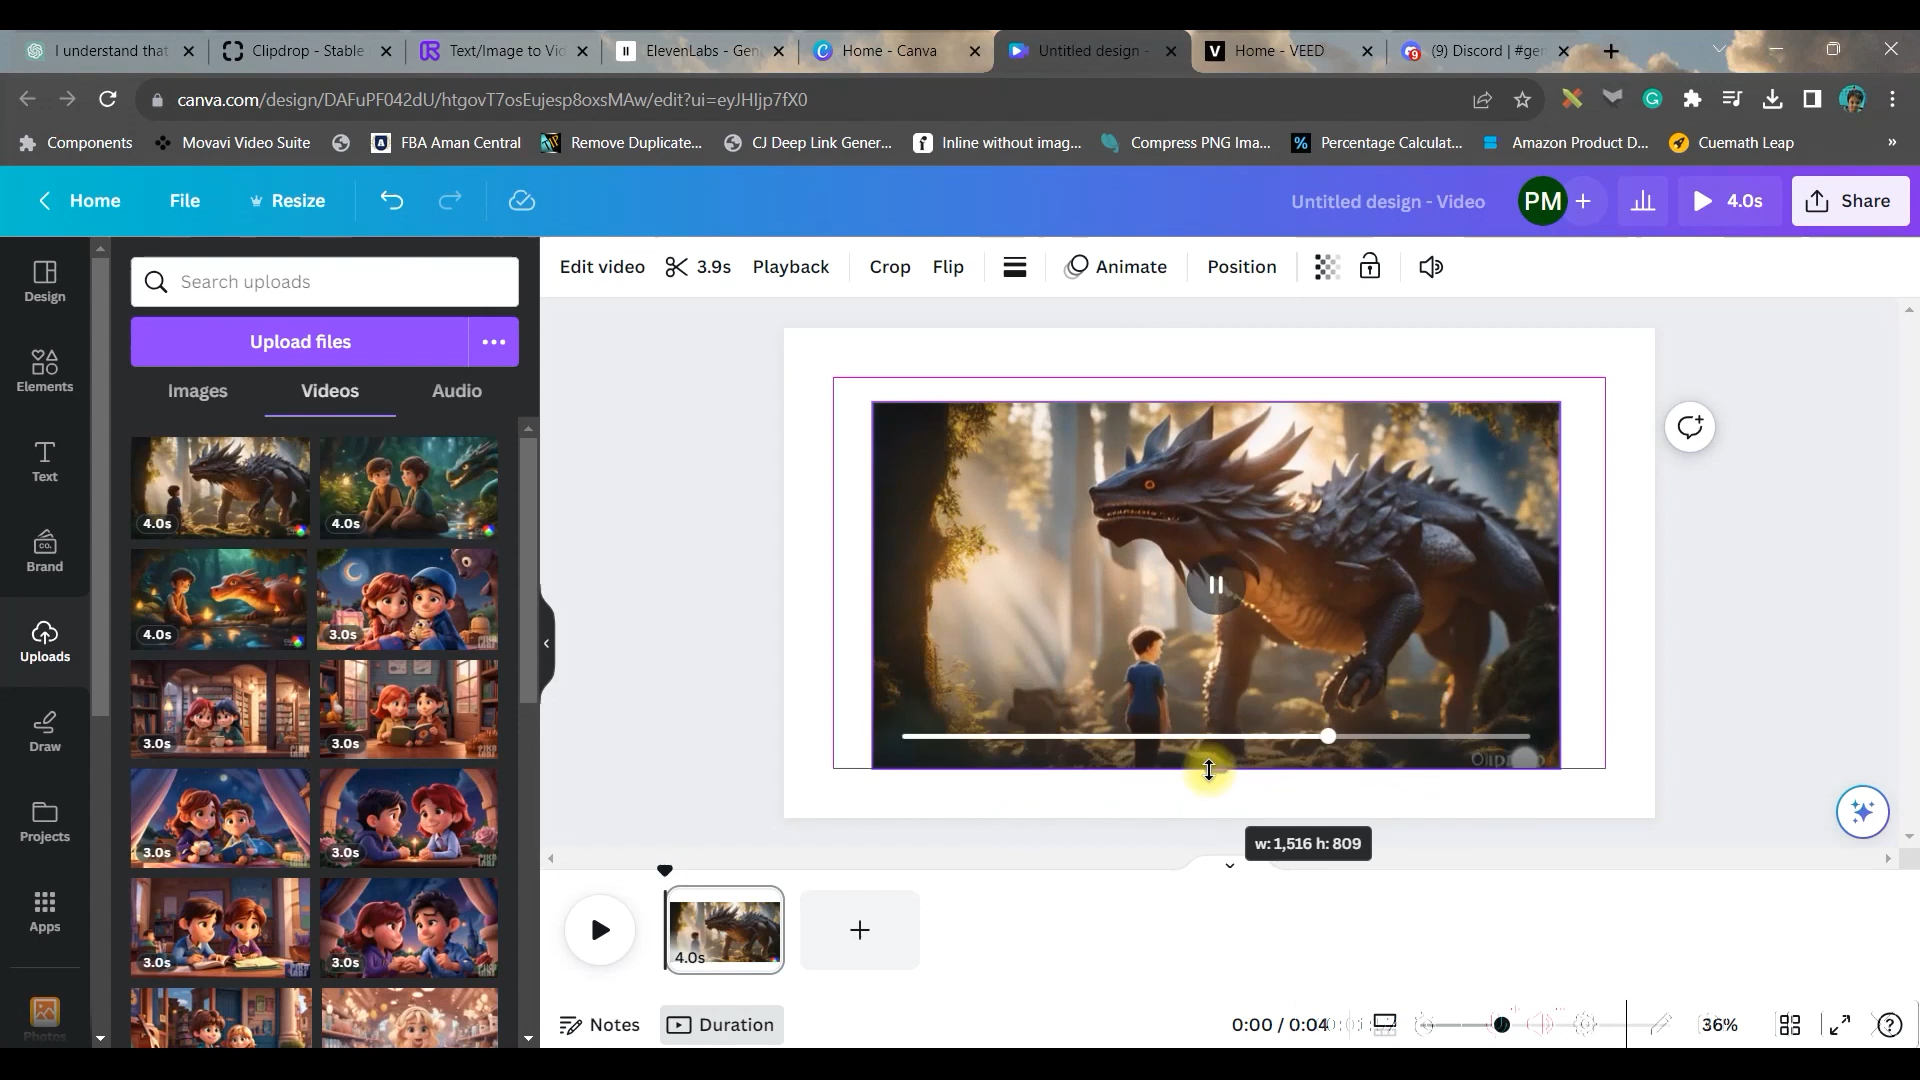 I understand that
Clipdrop - Stable
Text/Image to Vid
ElevenLabs - Gen
Home - Canva
Untitled design -
Home - VEED
(9) Discord | #gen
canva.com/design/DAFuPF042dU/htgovT7osEujesp8oxsMAw/edit?ui=eyJHIjp7fX0
Components
Movavi Video Suite
FBA Aman Central
Remove Duplicate...
CJ Deep Link Gener...
Inline without imag...
Compress PNG Ima...
Percentage Calculat...
Amazon Product D...
Cuemath Leap
»
Home
File
Resize
Untitled design - Video
PM
4.0s
Share
Design
Elements
Text
Brand
Uploads
Draw
Projects
Apps
Photos
Search uploads
Upload files
Images
Videos
Audio
4.0s
4.0s
4.0s
3.0s
3.0s
3.0s
3.0s
3.0s
3.0s
3.0s
Edit video
3.9s
Playback
Crop
Flip
Animate
Position
w: 1,516 h: 809
4.0s
Notes
Duration
0:00 / 0:04
36%